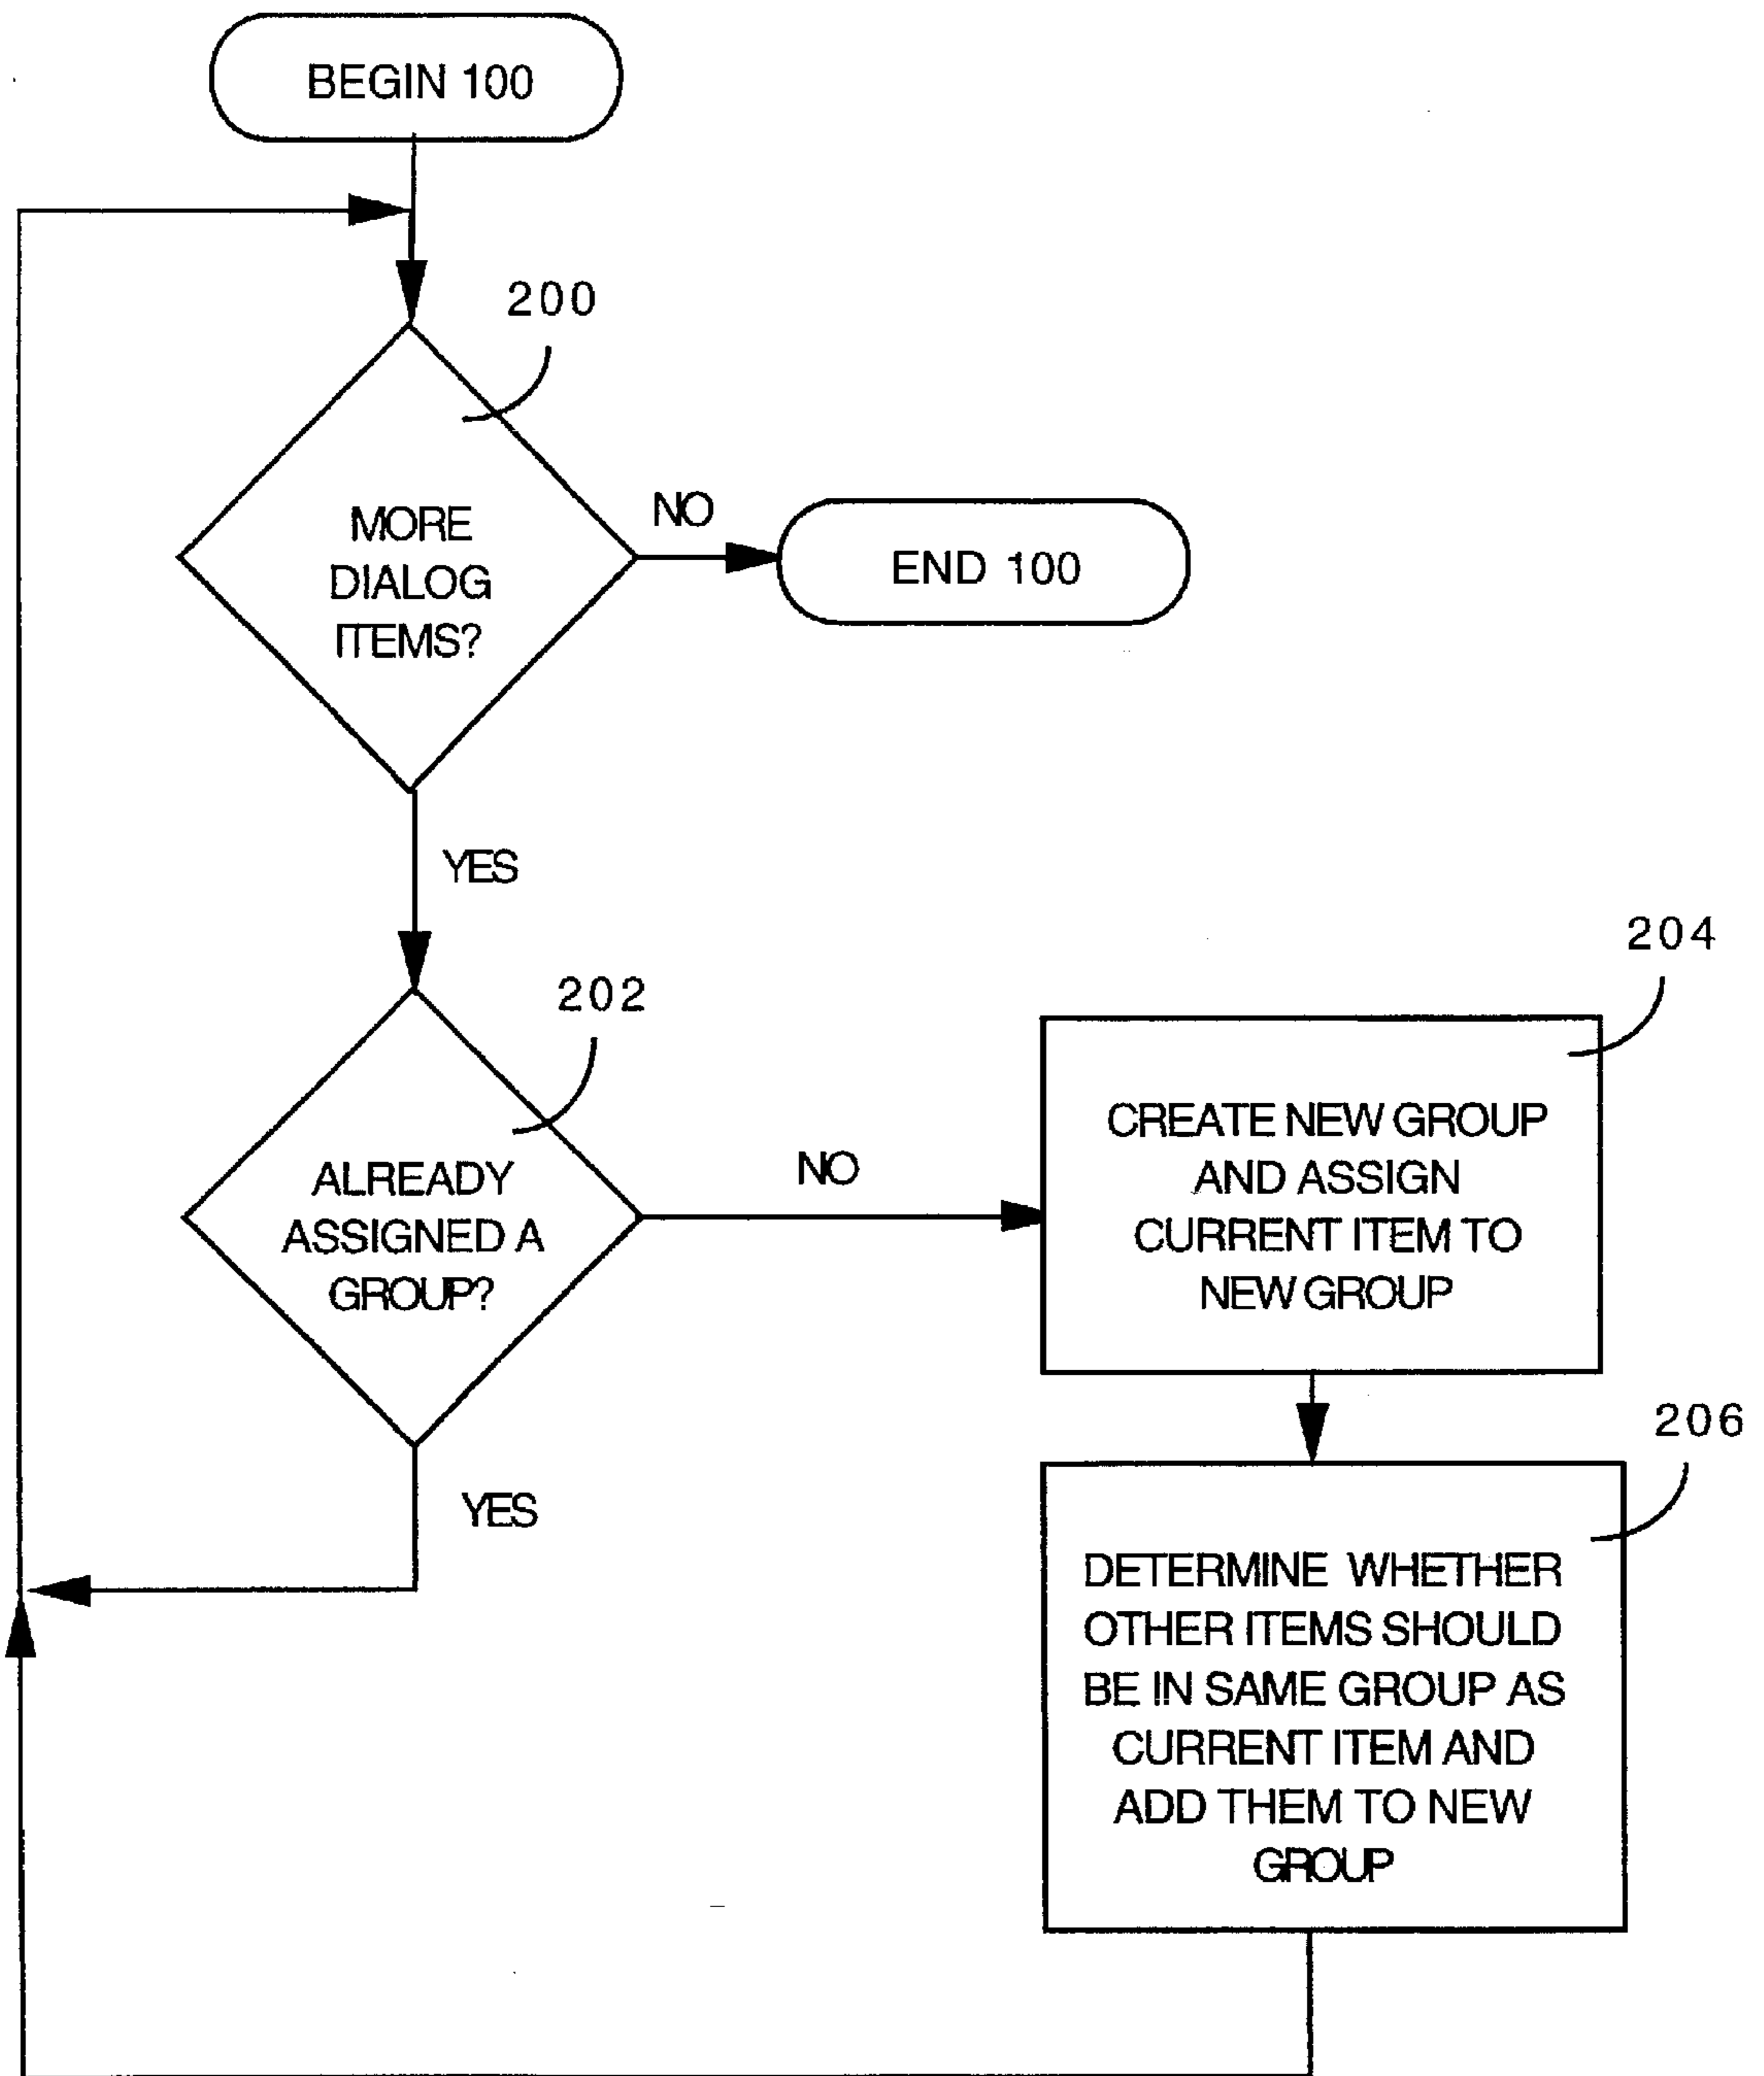 BEGIN 100
200
MORE
DIALOG
ITEMS?
NO
END 100
YES
202
ALREADY
ASSIGNED A
GROUP?
NO
204
CREATE NEW GROUP
AND ASSIGN
CURRENT ITEM TO
NEW GROUP
YES
206
DETERMINE WHETHER
OTHER ITEMS SHOULD
BE IN SAME GROUP AS
CURRENT ITEM AND
ADD THEM TO NEW
GROUP